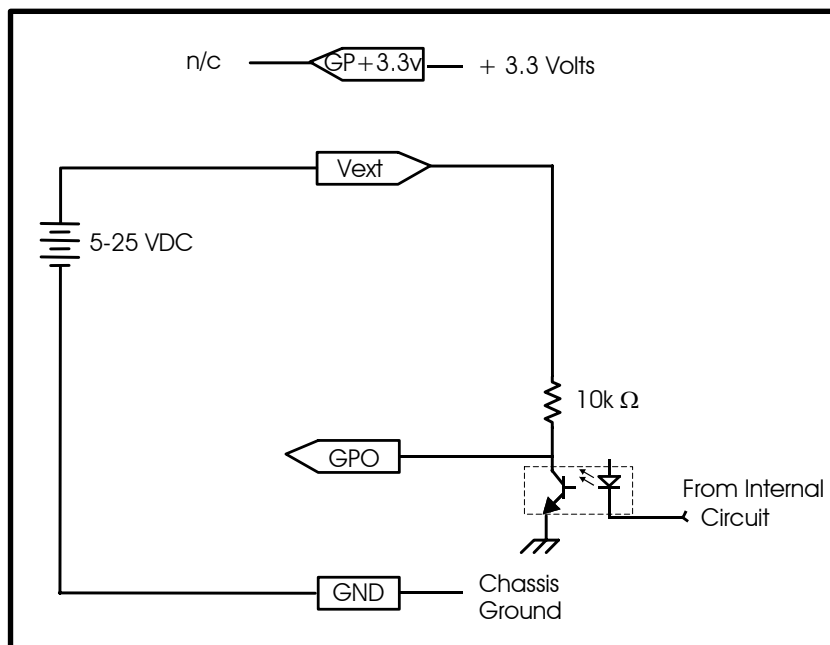 n/c GP+3.3v + 3.3 Volts
Vext
5-25 VDC
10k Ω
GPO
From Internal
Circuit
GND Chassis
Ground